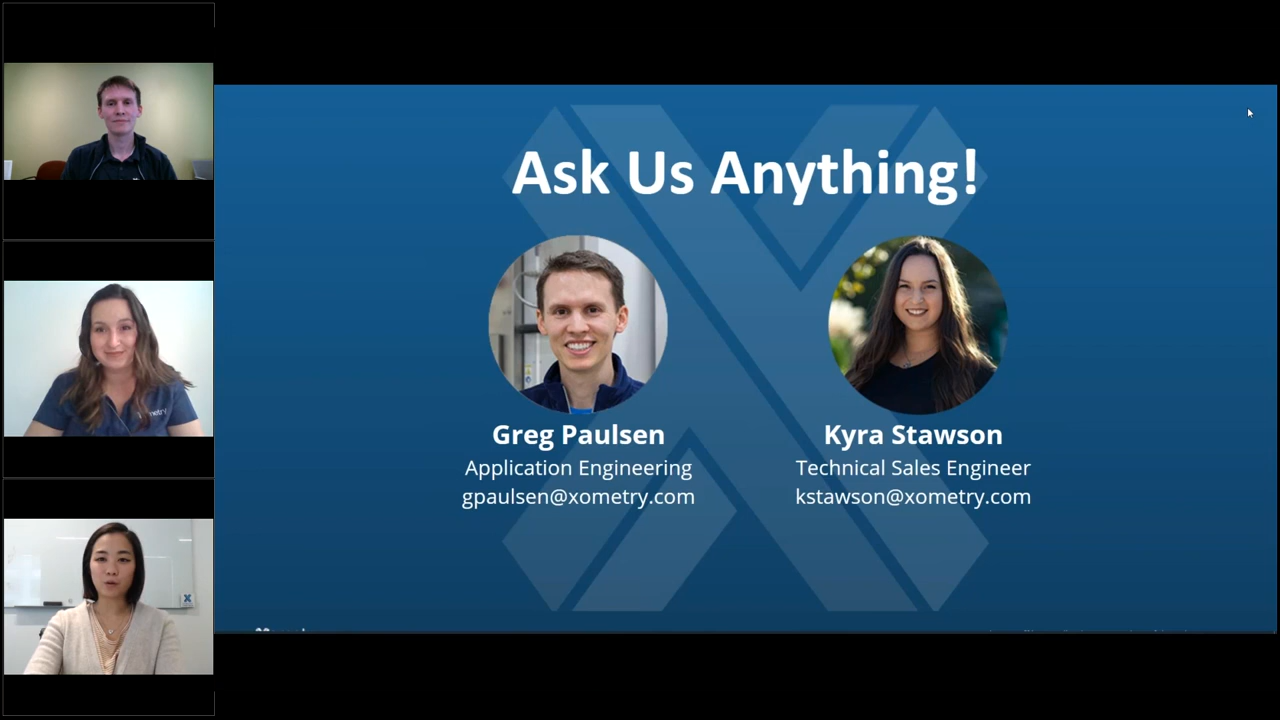 Ask Us Anything!
Greg Paulsen
Application Engineering
gpaulsen@xometry.com
Kyra Stawson
Technical Sales Engineer
kstawson@xometry.com